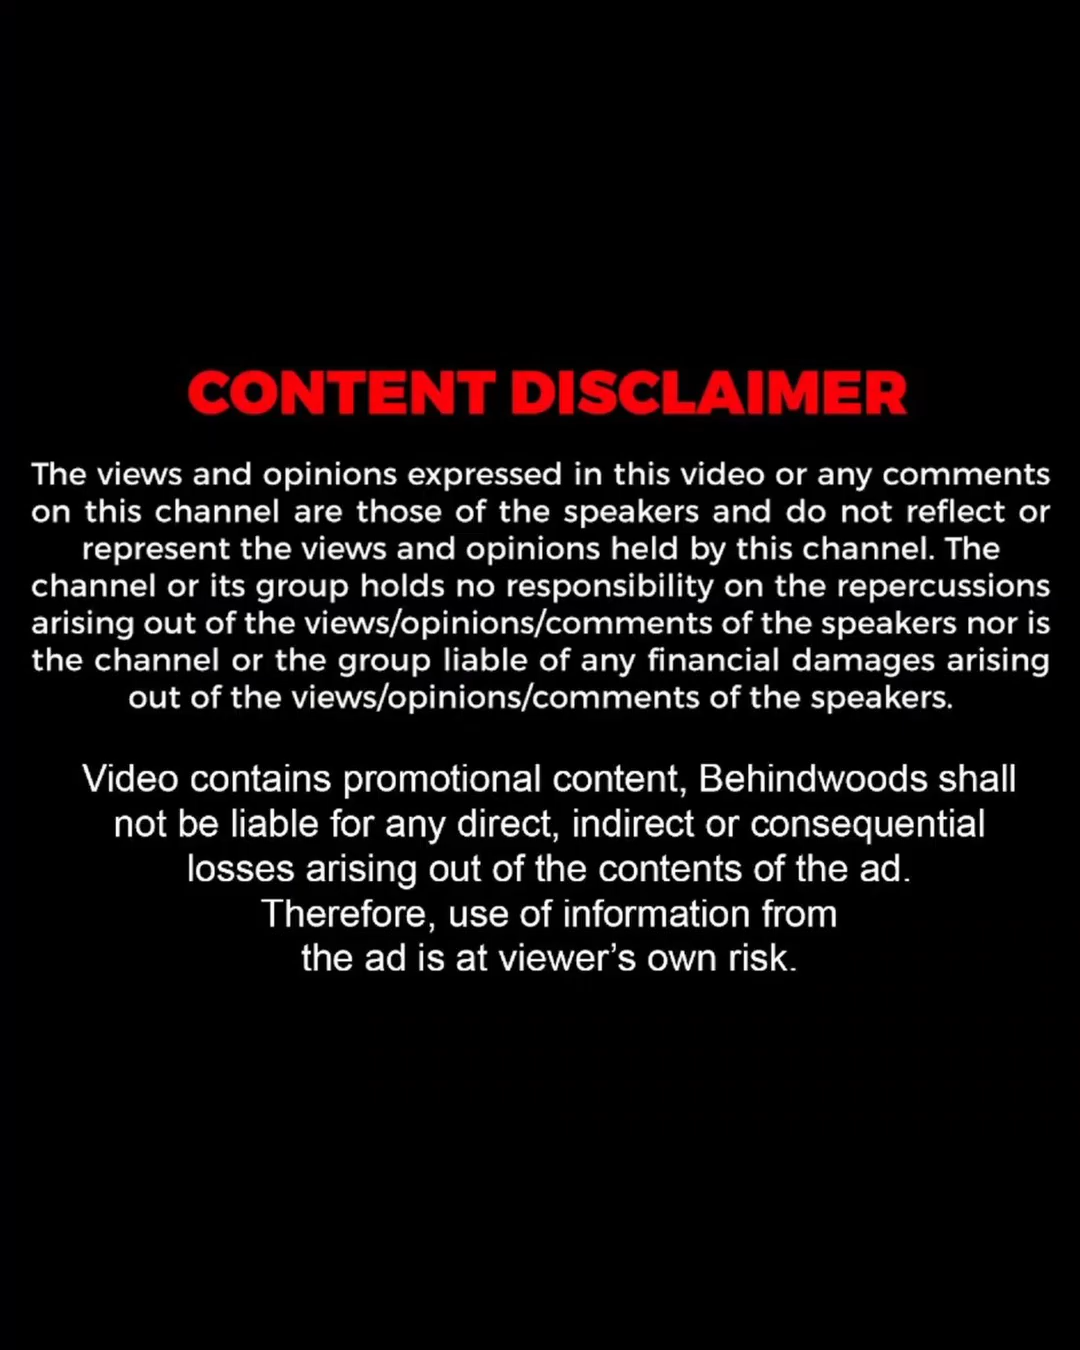 CONTENT DISCLAIMER
The views and opinions expressed in this video or any comments
on this channel are those of the speakers and do not reflect or
represent the views and opinions held by this channel. The
channel or its group holds no responsibility on the repercussions
arising out of the views/opinions/comments of the speakers nor is
the channel or the group liable of any financial damages arising
out of the views/opinions/comments of the speakers.
Video contains promotional content, Behindwoods shall
not be liable for any direct, indirect or consequential
losses arising out of the contents of the ad.
Therefore, use of information from
the ad is at viewer’s own risk.